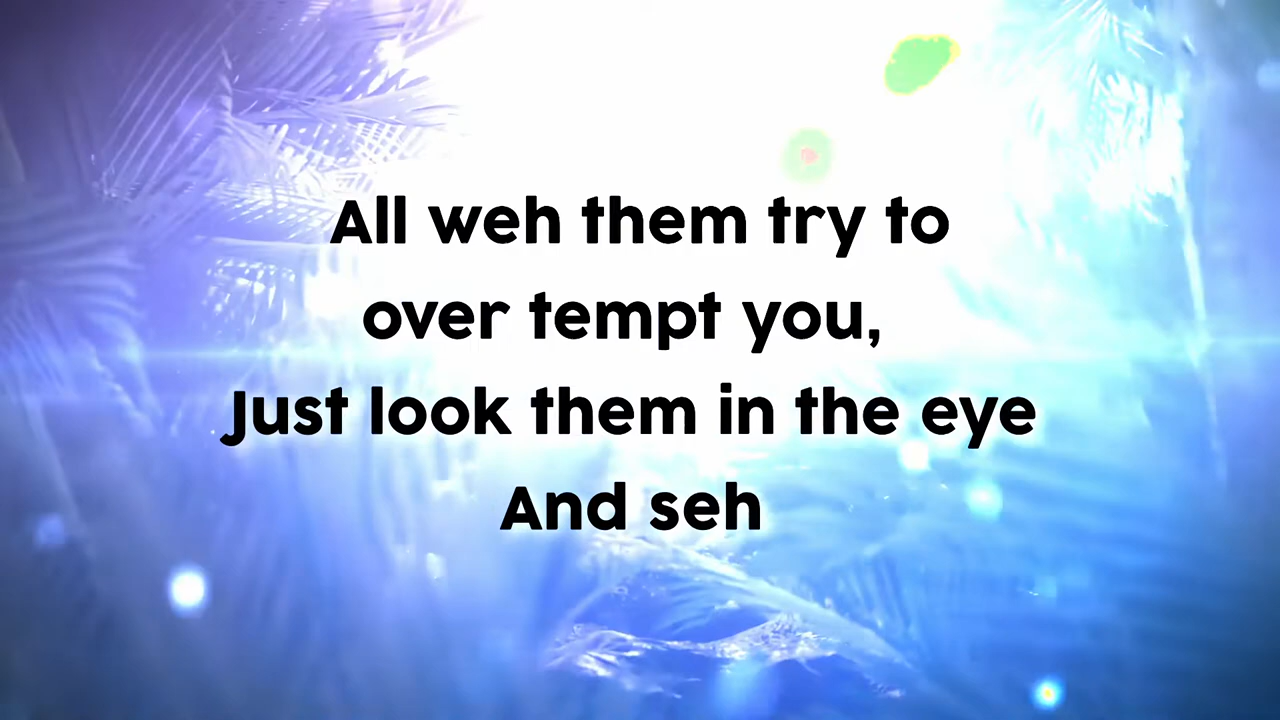 All weh them try to
over tempt you,
Just look them in the eye
And seh